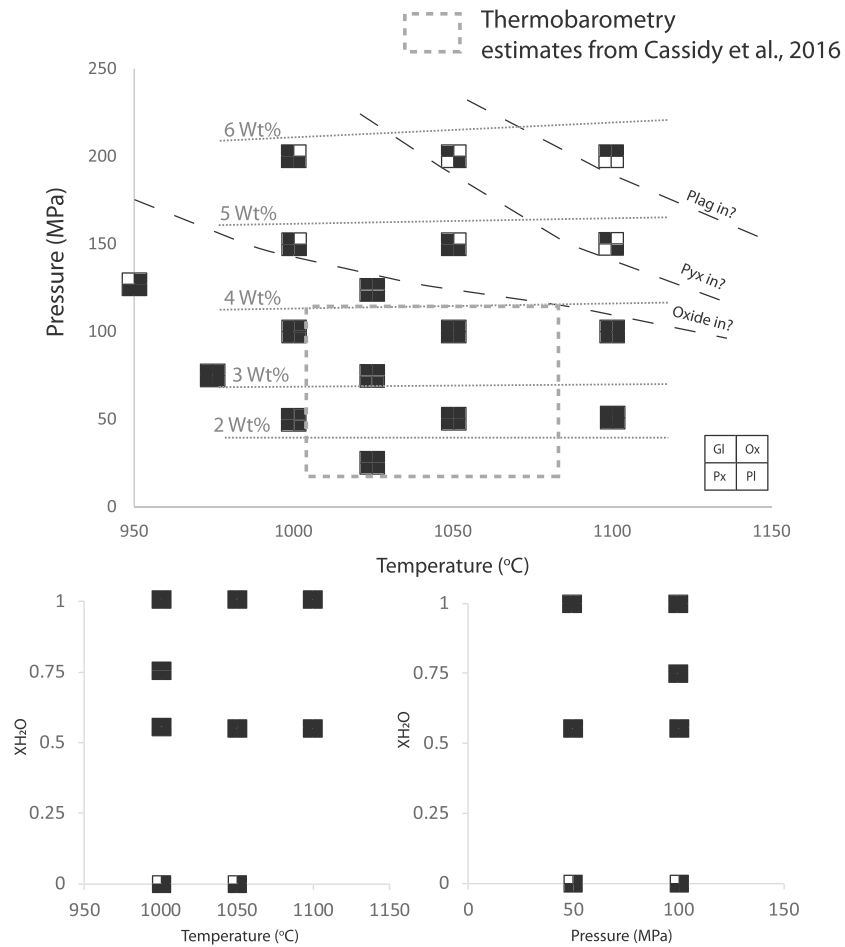 Thermobarometry
estimates from Cassidy et al., 2016
250
6 Wt%
200
Plag in?
5 Wt%
150
Pyx in?
4 Wt%
Oxide in?
100
3 Wt%
2 Wt%
50
Gl Ox
Px Pl
0
Pressure (MPa)
950 1000 1050 1100 1150
Temperature (°C)
1
0.75
0.5
0.25
0
XH₂O
950 1000 1050 1100 1150
Temperature (°C)
1
0.75
0.5
0.25
0
XH₂O
0 50 100 150
Pressure (MPa)